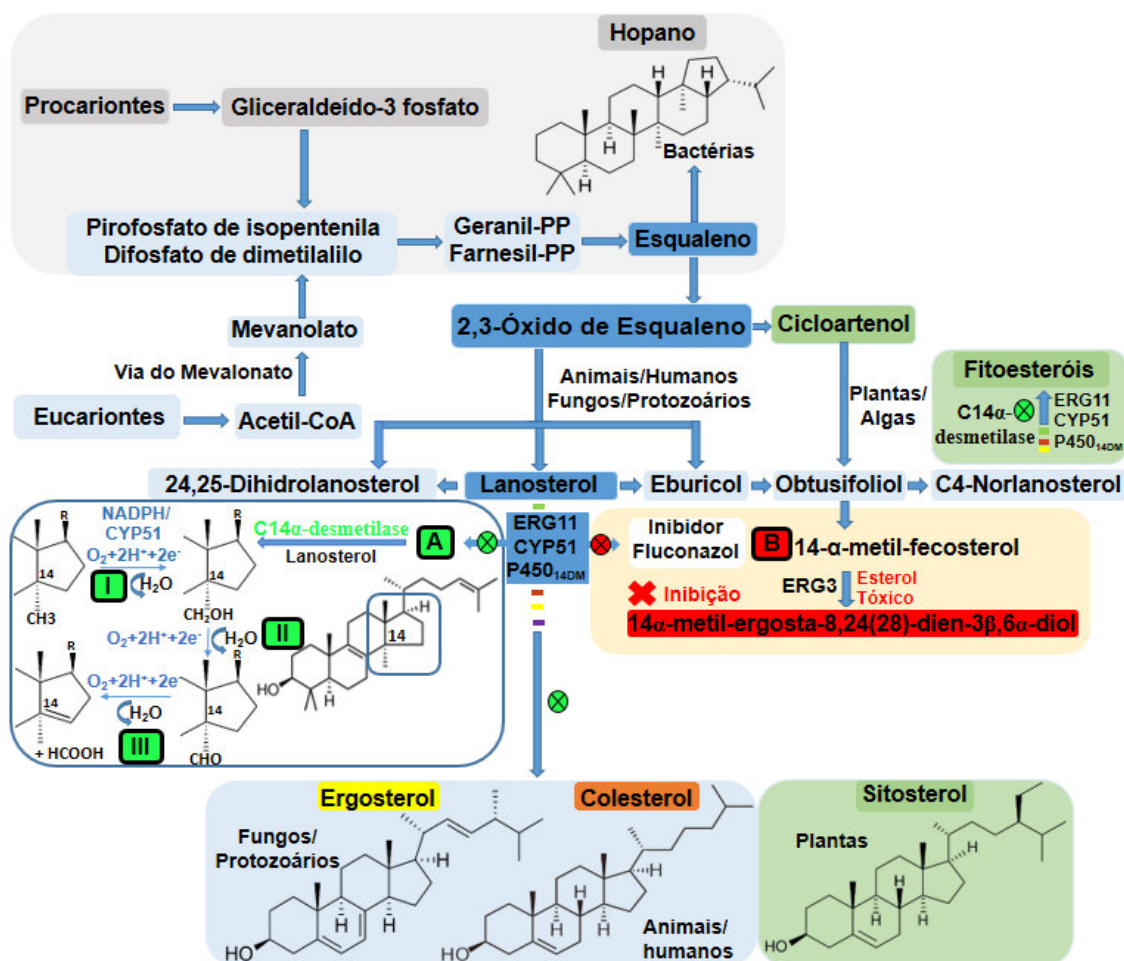 Hopano
Procariontes
Gliceraldeído-3 fosfato
H
H
H
H
Bactérias
Pirofosfato de isopentenila
Difosfato de dimetilalilo
Geranil-PP
Farnesil-PP
Esqualeno
Mevanolato
2,3-Óxido de Esqualeno
Cicloartenol
Via do Mevalonato
Animais/Humanos
Fungos/Protozoários
Plantas/
Algas
Fitoesteróis
C14α-
desmetilase
ERG11
CYP51
P45014DM
Eucariontes
Acetil-CoA
24,25-Dihidrolanosterol
Lanosterol
Eburicol
Obtusifoliol
C4-Norlanosterol
NADPH/
CYP51
O2+2H++2e-
I
H2O
R
14
CH3
R
14
CH2OH
C14α-desmetilase
Lanosterol
A
ERG11
CYP51
P45014DM
Inibidor
Fluconazol
B
14-α-metil-fecosterol
ERG3
Esterol
Tóxico
Inibição
14α-metil-ergosta-8,24(28)-dien-3β,6α-diol
O2+2H++2e-
H2O
II
H
14
HO
H
R
14
+ HCOOH
O2+2H++2e-
H2O
III
R
14
CHO
Ergosterol
Fungos/
Protozoários
H
H
H
HO
Colesterol
H
H
H
H
HO
Animais/
humanos
Sitosterol
Plantas
H
H
H
H
HO